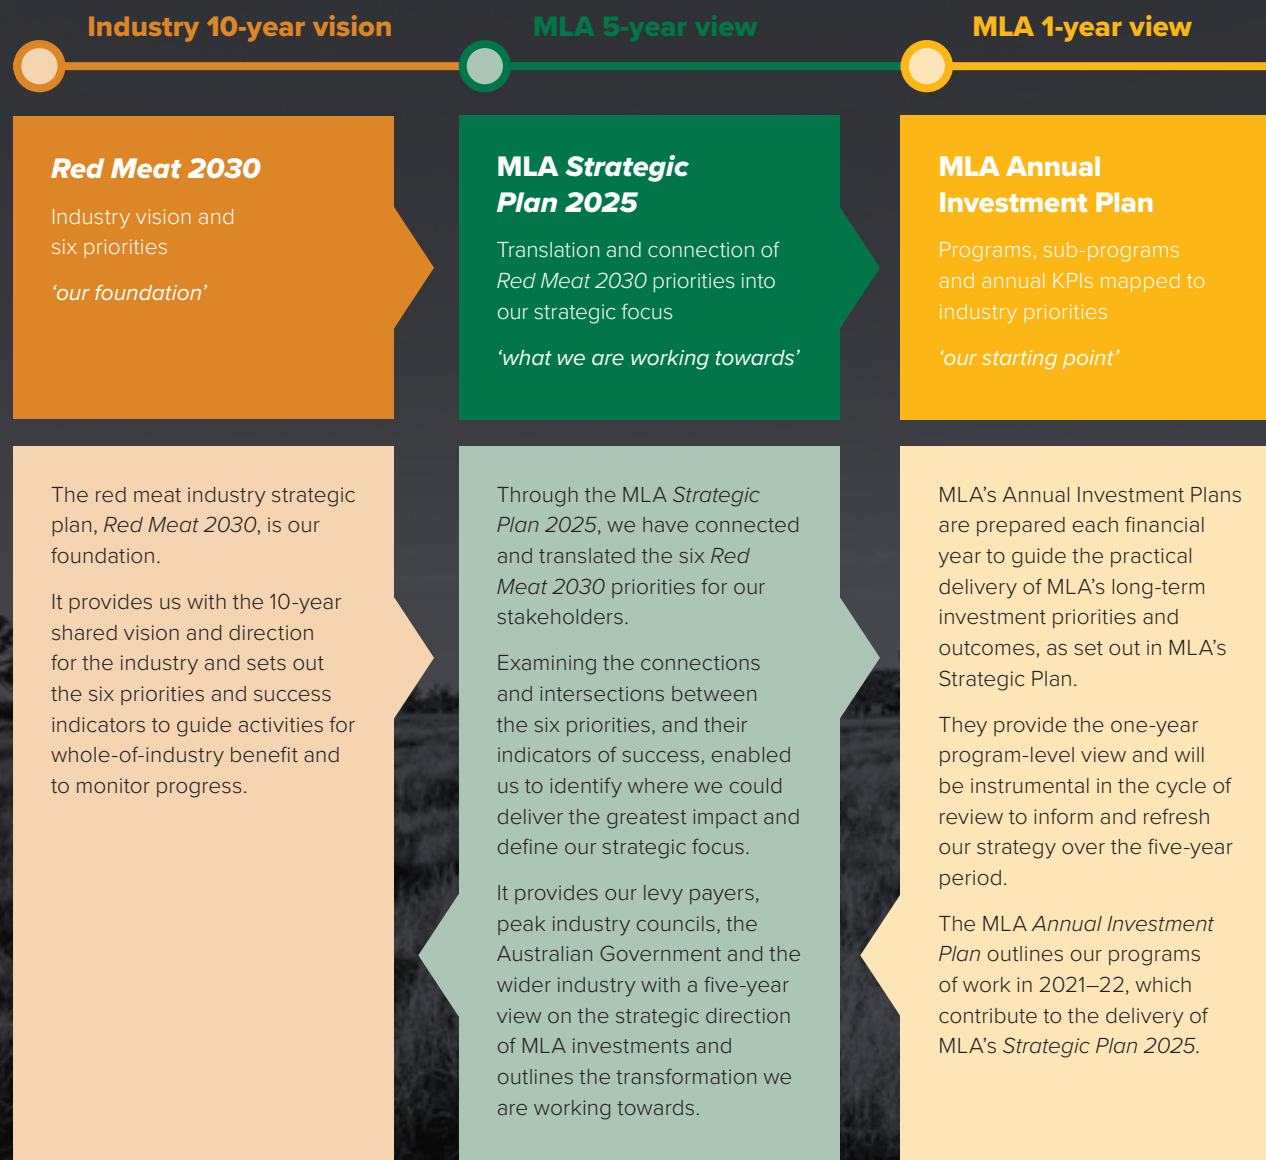 Industry 10-year vision
MLA 5-year view
MLA 1-year view
Red Meat 2030
Industry vision and
six priorities
‘our foundation’
MLA Strategic
Plan 2025
Translation and connection of
Red Meat 2030 priorities into
our strategic focus
‘what we are working towards’
MLA Annual
Investment Plan
Programs, sub-programs
and annual KPIs mapped to
industry priorities
‘our starting point’
The red meat industry strategic
plan, Red Meat 2030, is our
foundation.
It provides us with the 10-year
shared vision and direction
for the industry and sets out
the six priorities and success
indicators to guide activities for
whole-of-industry benefit and
to monitor progress.
Through the MLA Strategic
Plan 2025, we have connected
and translated the six Red
Meat 2030 priorities for our
stakeholders.
Examining the connections
and intersections between
the six priorities, and their
indicators of success, enabled
us to identify where we could
deliver the greatest impact and
define our strategic focus.
It provides our levy payers,
peak industry councils, the
Australian Government and the
wider industry with a five-year
view on the strategic direction
of MLA investments and
outlines the transformation we
are working towards.
MLA’s Annual Investment Plans
are prepared each financial
year to guide the practical
delivery of MLA’s long-term
investment priorities and
outcomes, as set out in MLA’s
Strategic Plan.
They provide the one-year
program-level view and will
be instrumental in the cycle of
review to inform and refresh
our strategy over the five-year
period.
The MLA Annual Investment
Plan outlines our programs
of work in 2021–22, which
contribute to the delivery of
MLA’s Strategic Plan 2025.